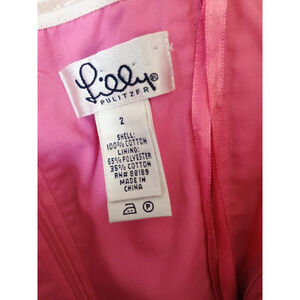 Lilly®
PULITZER
2
SHELL:
100% COTTON
LINING:
65% POLYESTER
35% COTTON
RN# 88189
MADE IN
CHINA
P